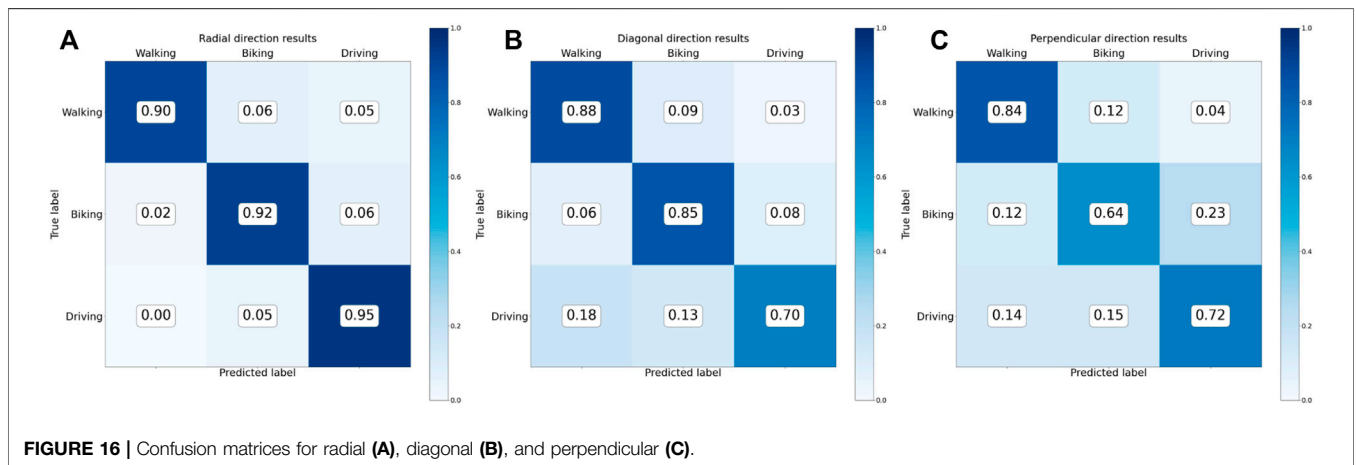 A
Radial direction results
Walking Biking Driving
Walking 0.90 0.06 0.05
Biking 0.02 0.92 0.06
Driving 0.00 0.05 0.95
True label
Predicted label
1.0
0.8
0.6
0.4
0.2
0.0
B
Diagonal direction results
Walking Biking Driving
Walking 0.88 0.09 0.03
Biking 0.06 0.85 0.08
Driving 0.18 0.13 0.70
True label
Predicted label
1.0
0.8
0.6
0.4
0.2
0.0
C
Perpendicular direction results
Walking Biking Driving
Walking 0.84 0.12 0.04
Biking 0.12 0.64 0.23
Driving 0.14 0.15 0.72
True label
Predicted label
1.0
0.8
0.6
0.4
0.2
0.0
FIGURE 16 | Confusion matrices for radial (A), diagonal (B), and perpendicular (C).